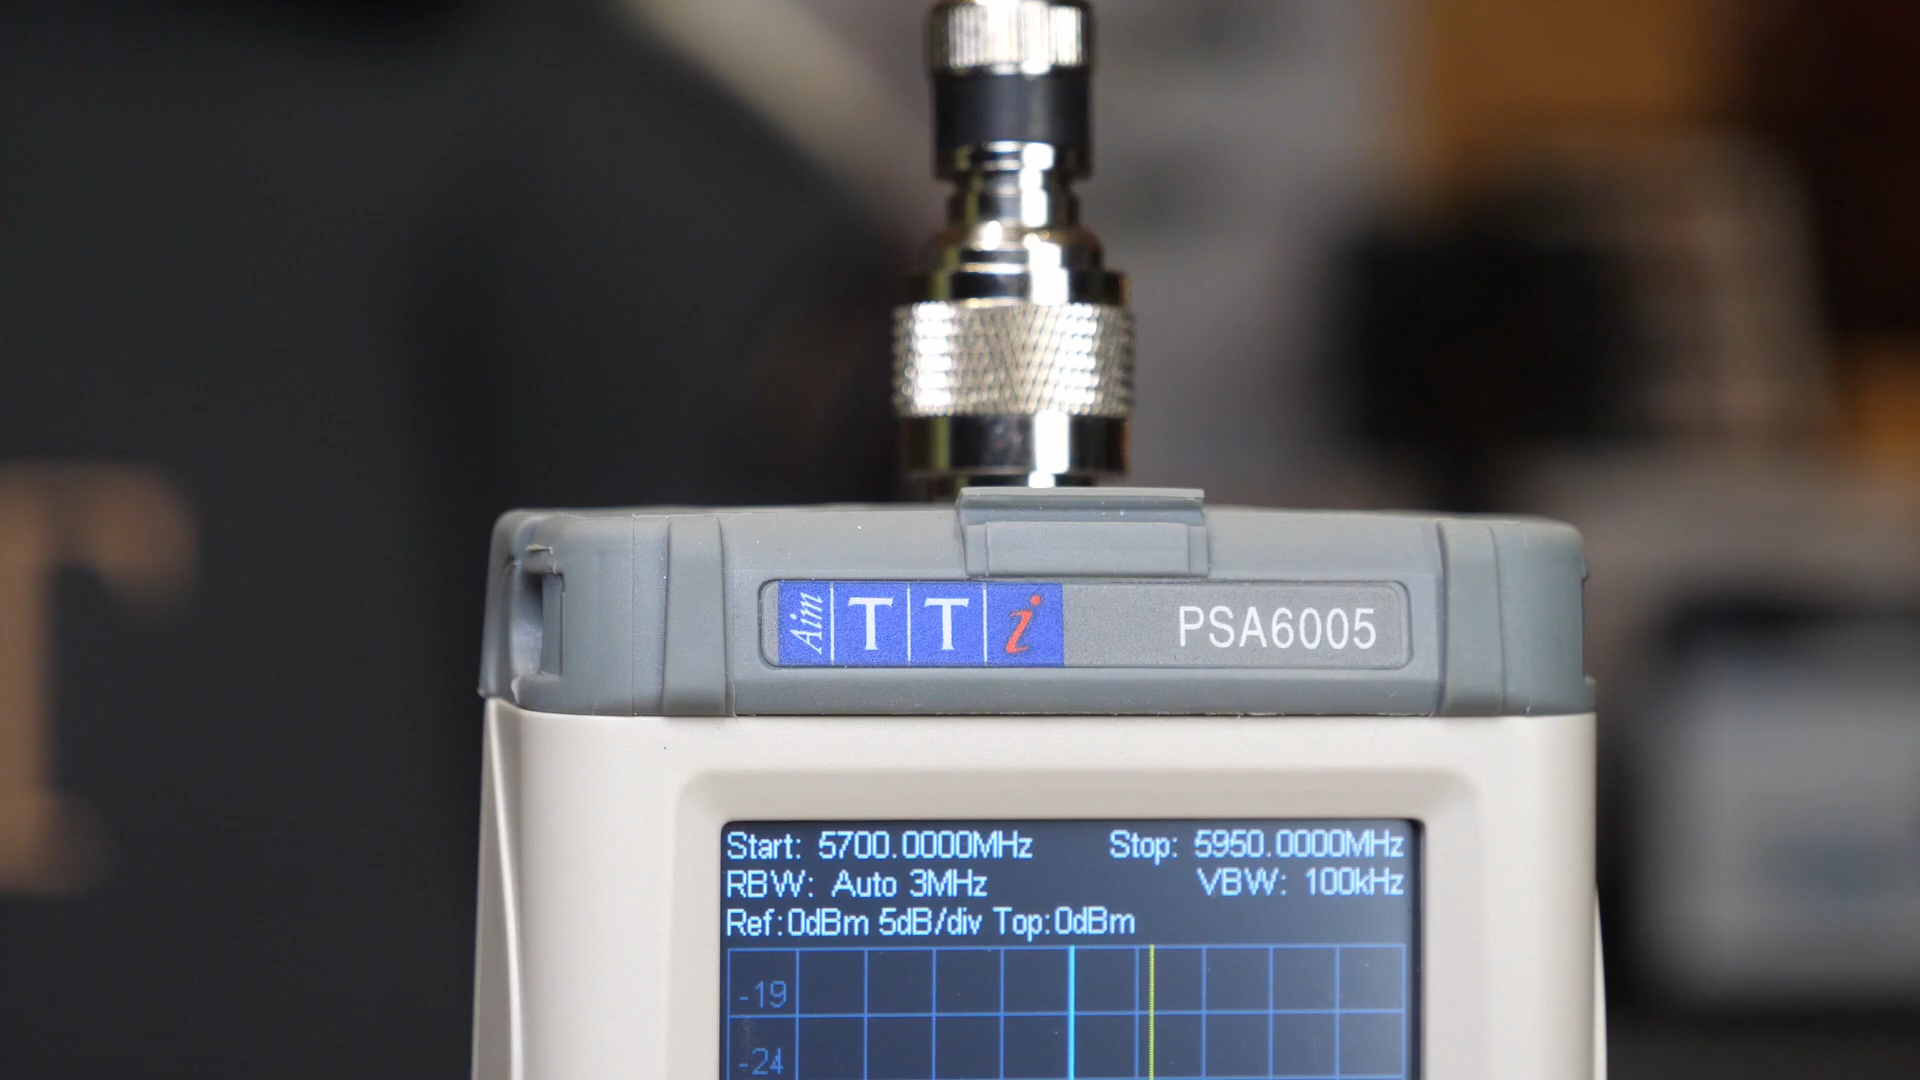 Aim TTi PSA6005
Start: 5700.0000MHz Stop: 5950.0000MHz
RBW: Auto 3MHz VBW: 100kHz
Ref:0dBm 5dB/div Top:0dBm
-19
-24